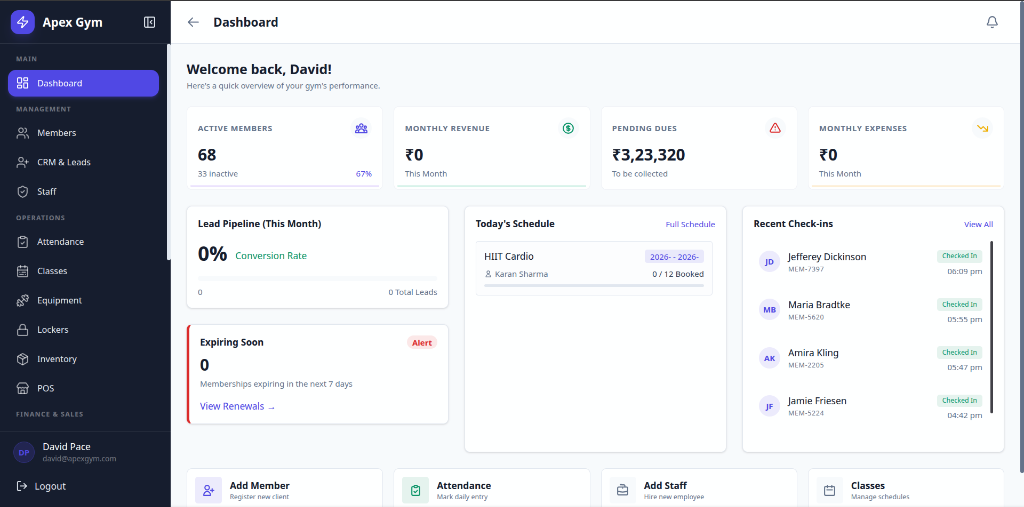 Apex Gym
MAIN
Dashboard
MANAGEMENT
Members
CRM & Leads
Staff
OPERATIONS
Attendance
Classes
Equipment
Lockers
Inventory
POS
FINANCE & SALES
DP
David Pace
david@apexgym.com
Logout
Dashboard
Welcome back, David!
Here's a quick overview of your gym's performance.
ACTIVE MEMBERS
68
33 Inactive 67%
MONTHLY REVENUE
₹0
This Month
PENDING DUES
₹3,23,320
To be collected
MONTHLY EXPENSES
₹0
This Month
Lead Pipeline (This Month)
0% Conversion Rate
0 0 Total Leads
Expiring Soon Alert
0
Memberships expiring in the next 7 days
View Renewals →
Today's Schedule Full Schedule
HIIT Cardio 2026- - 2026-
Karan Sharma 0 / 12 Booked
Recent Check-ins View All
JD Jefferey Dickinson Checked In
MEM-7397 06:09 pm
MB Maria Bradtke Checked In
MEM-5620 05:55 pm
AK Amira Kling Checked In
MEM-2205 05:47 pm
JF Jamie Friesen Checked In
MEM-5224 04:42 pm
Add Member
Register new client
Attendance
Mark daily entry
Add Staff
Hire new employee
Classes
Manage schedules